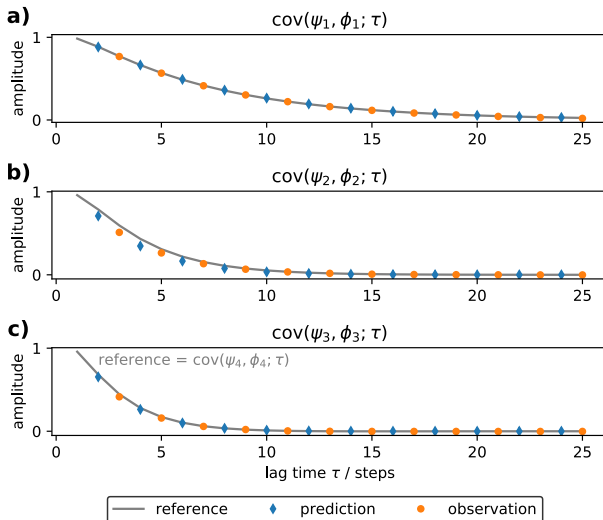 a)
cov(ψ₁, ϕ₁; τ)
amplitude
1
0
0 5 10 15 20 25
b)
cov(ψ₂, ϕ₂; τ)
amplitude
1
0
0 5 10 15 20 25
c)
cov(ψ₃, ϕ₃; τ)
reference = cov(ψ₄, ϕ₄; τ)
amplitude
1
0
0 5 10 15 20 25
lag time τ / steps
reference prediction observation